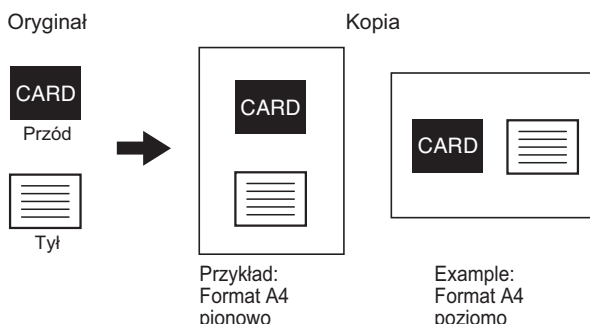 Oryginał
Kopia
CARD
Przód
Tył
CARD
CARD
Przykład:
Format A4
pionowo
Example:
Format A4
poziomo